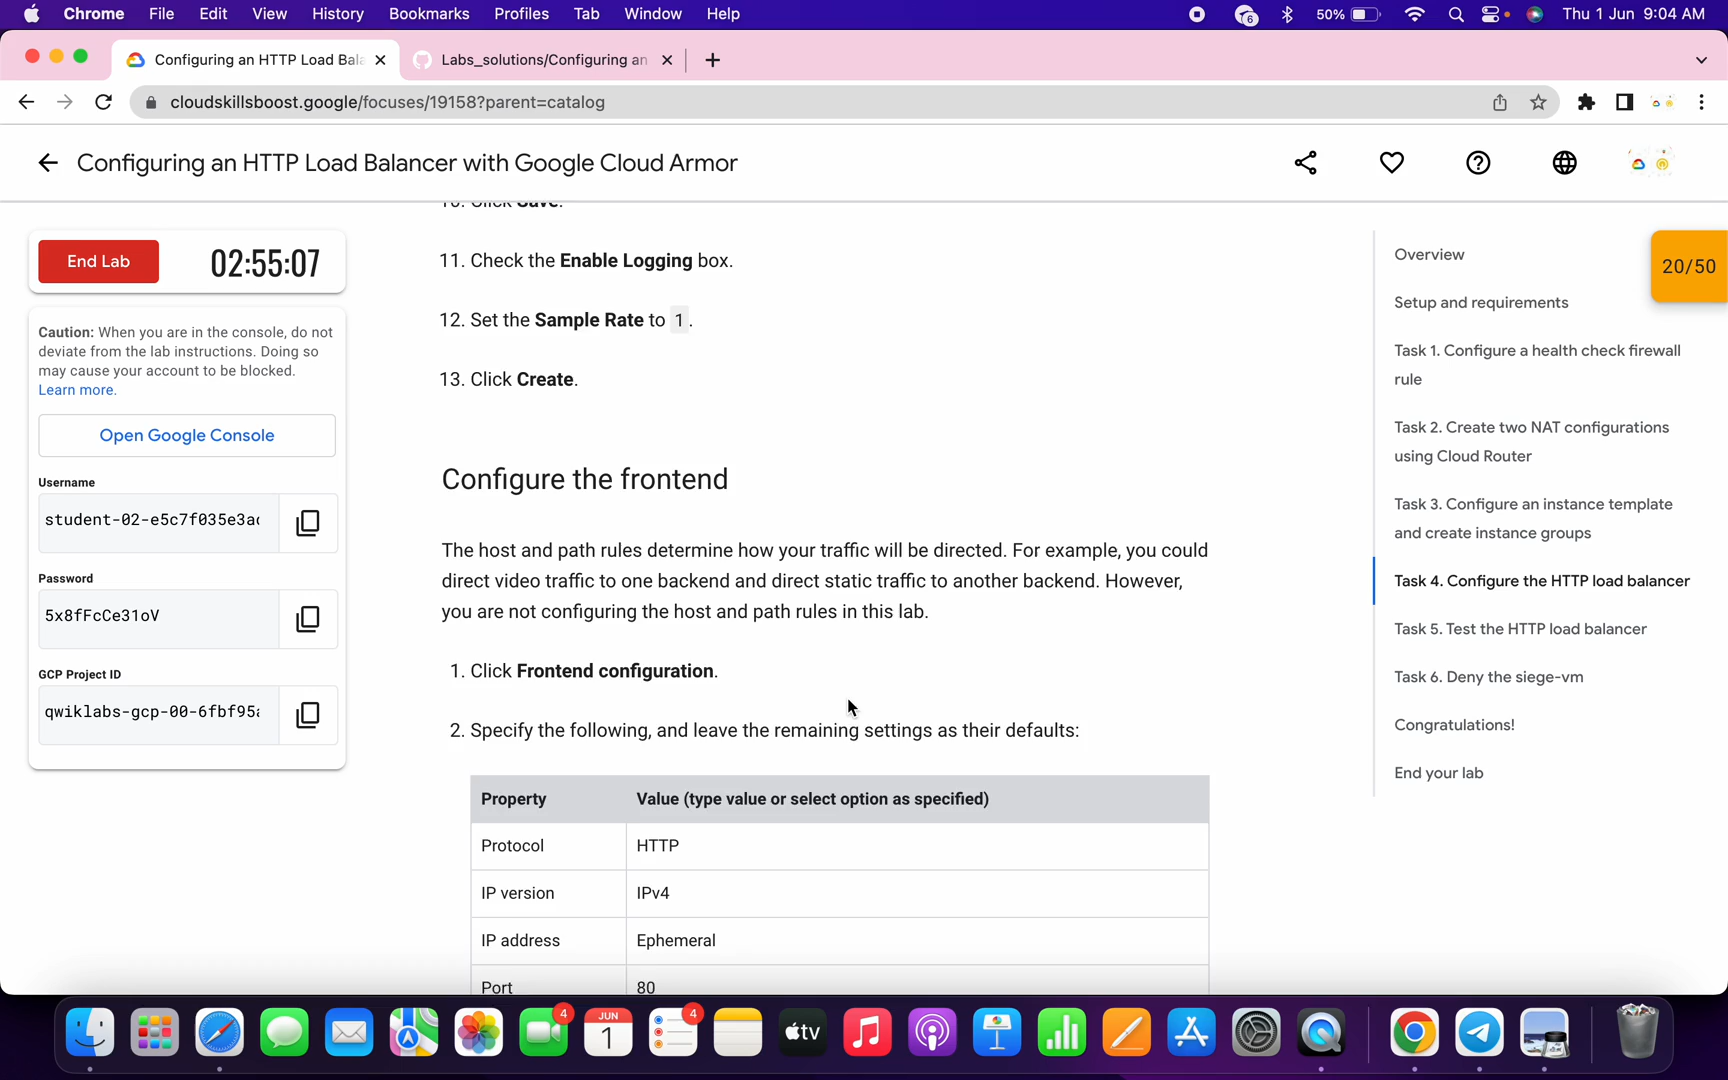 Chrome File Edit View History Bookmarks Profiles Tab Window Help 6 50% Thu 1 Jun 9:04 AM
Configuring an HTTP Load Bala Labs_solutions/Configuring an
cloudskillsboost.google/focuses/19158?parent=catalog
Configuring an HTTP Load Balancer with Google Cloud Armor
10. Click Save.
End Lab 02:55:07
11. Check the Enable Logging box.
12. Set the Sample Rate to 1.
13. Click Create.
Caution: When you are in the console, do not
deviate from the lab instructions. Doing so
may cause your account to be blocked.
Learn more.
Open Google Console
Username
student-02-e5c7f035e3a
Password
5x8fFcCe31oV
GCP Project ID
qwiklabs-gcp-00-6fbf95
Configure the frontend
The host and path rules determine how your traffic will be directed. For example, you could
direct video traffic to one backend and direct static traffic to another backend. However,
you are not configuring the host and path rules in this lab.
1. Click Frontend configuration.
2. Specify the following, and leave the remaining settings as their defaults:
Property Value (type value or select option as specified)
Protocol HTTP
IP version IPv4
IP address Ephemeral
Port 80
Overview
20/50
Setup and requirements
Task 1. Configure a health check firewall
rule
Task 2. Create two NAT configurations
using Cloud Router
Task 3. Configure an instance template
and create instance groups
Task 4. Configure the HTTP load balancer
Task 5. Test the HTTP load balancer
Task 6. Deny the siege-vm
Congratulations!
End your lab
4 JUN 1 4 tv